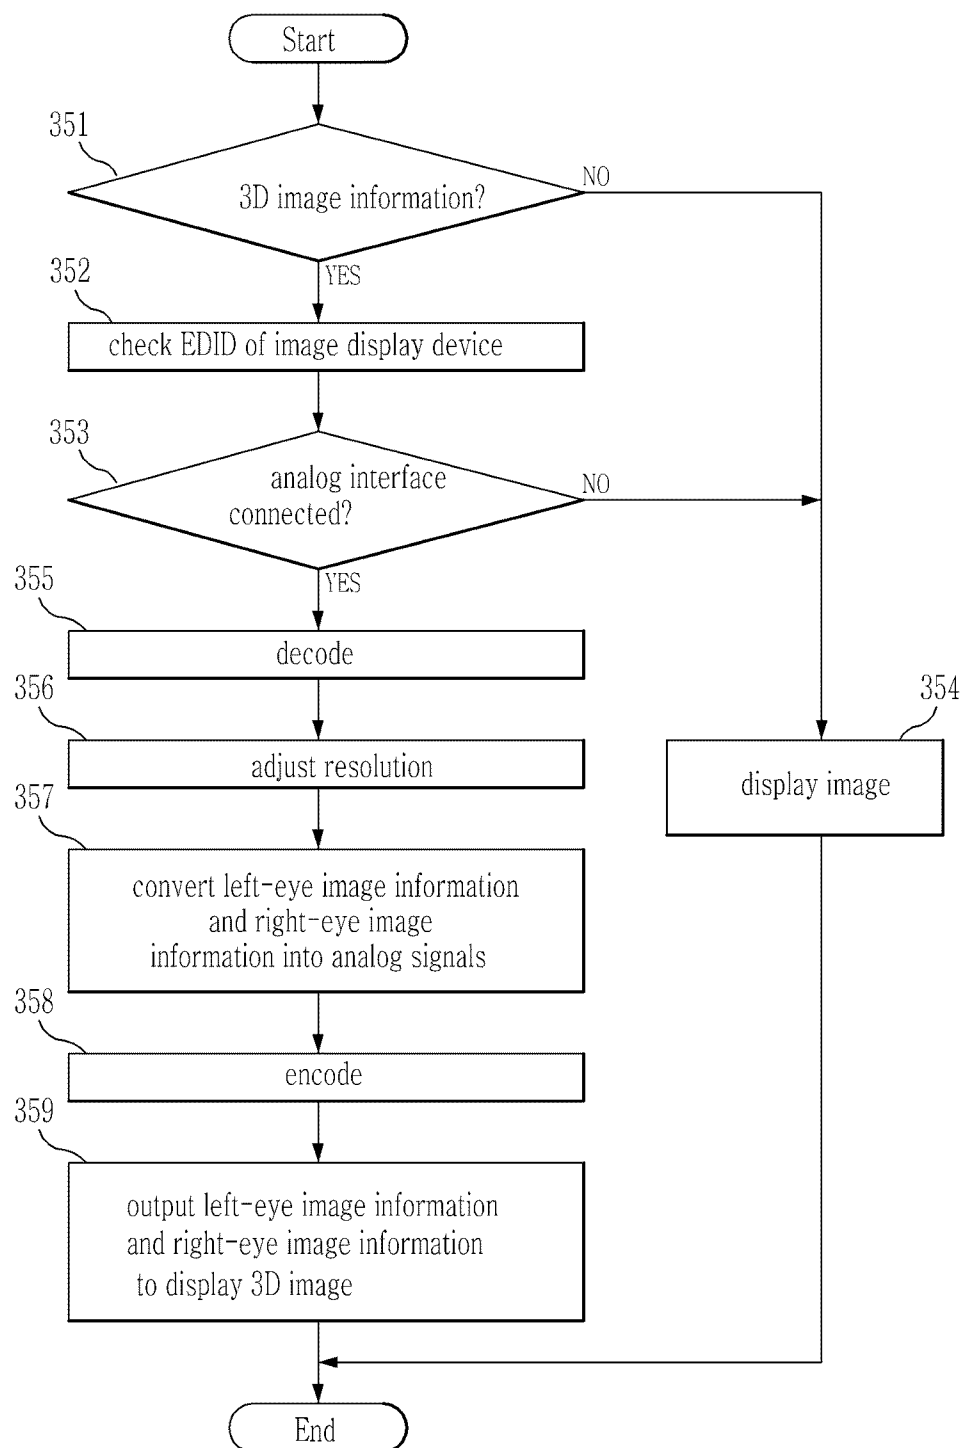 Start
351
3D image information?
NO
YES
352
check EDID of image display device
353
analog interface
connected?
NO
YES
355
decode
356
adjust resolution
354
display image
357
convert left-eye image information
and right-eye image
information into analog signals
358
encode
359
output left-eye image information
and right-eye image information
to display 3D image
End